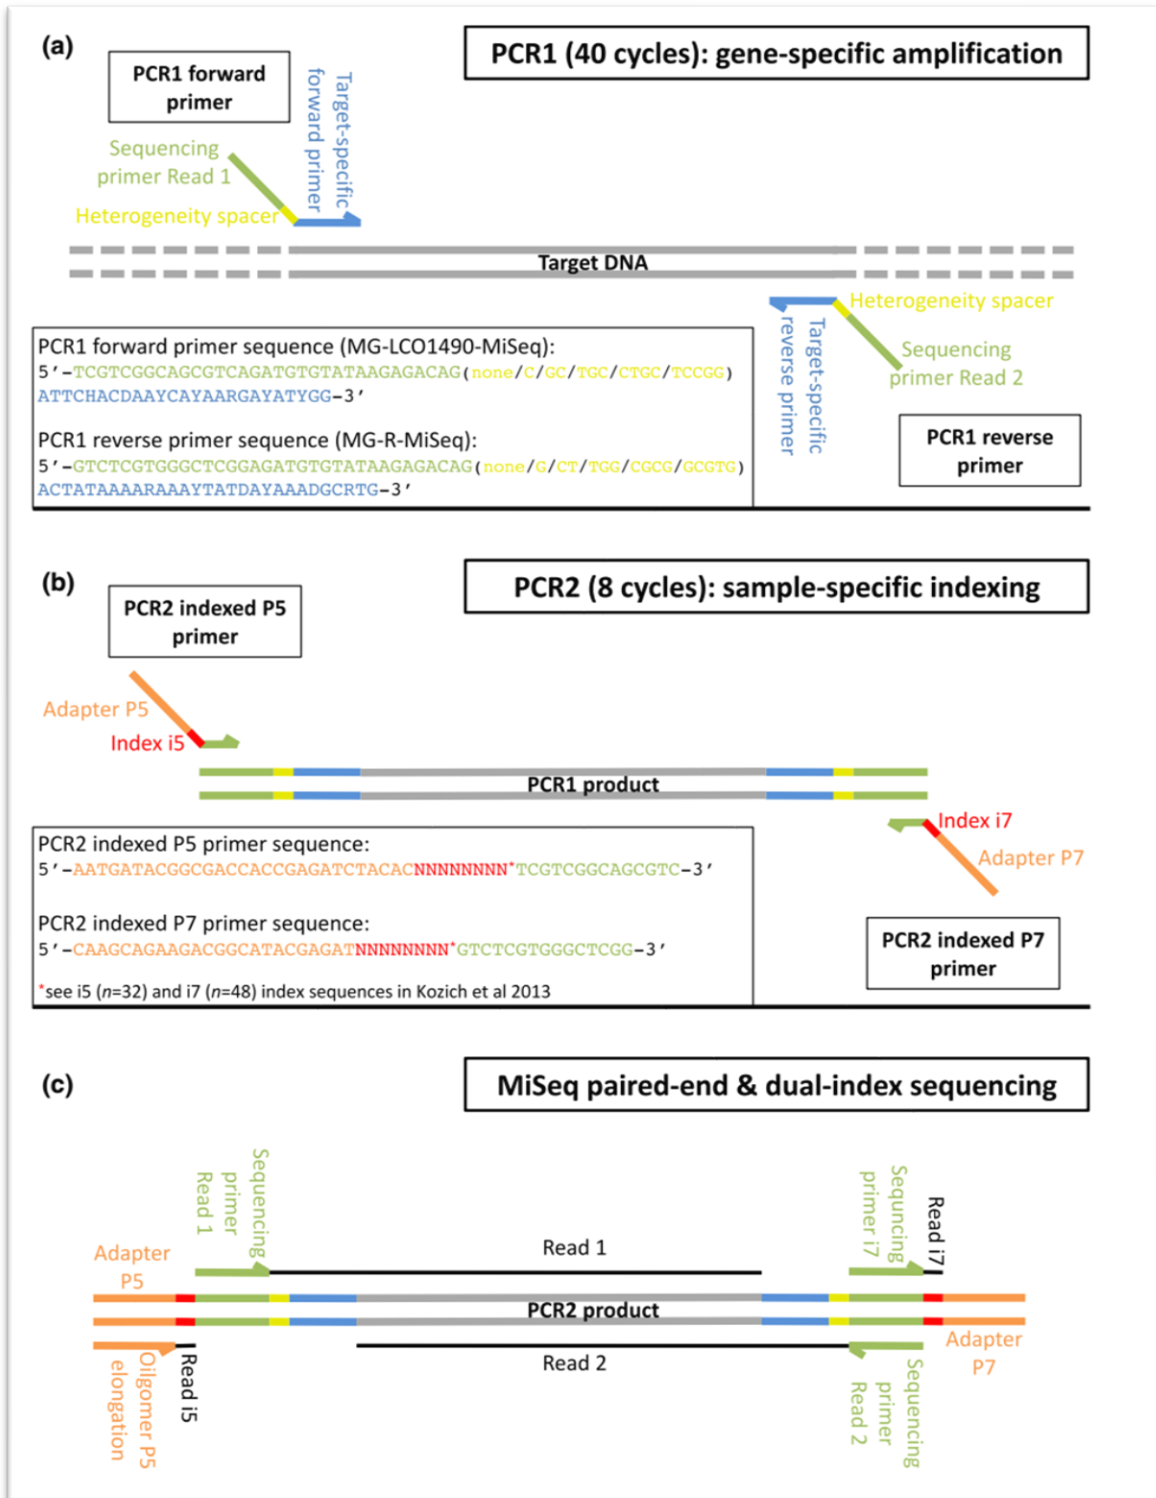 (a)
PCR1 (40 cycles): gene-specific amplification
PCR1 forward
primer
Target-specific
forward primer
Sequencing
primer Read 1
Heterogeneity spacer
Target DNA
Heterogeneity spacer
Target-specific
reverse primer
Sequencing
primer Read 2
PCR1 reverse
primer
PCR1 forward primer sequence (MG-LCO1490-MiSeq):
5’–TCGTCGGCAGCGTCAGATGTGTATAAGAGACAG(none/C/GC/TGC/CTGC/TCCGG)
ATTCHACDAAYCAYAARGAYATYGG–3’
PCR1 reverse primer sequence (MG-R-MiSeq):
5’–GTCTCGTGGGCTCGGAGATGTGTATAAGAGACAG(none/G/CT/TGG/CGCG/GCGTG)
ACTATAAAARAAAYTATDAYAAADGCRTG–3’
(b)
PCR2 (8 cycles): sample-specific indexing
PCR2 indexed P5
primer
Adapter P5
Index i5
PCR1 product
Index i7
Adapter P7
PCR2 indexed P7
primer
PCR2 indexed P5 primer sequence:
5’–AATGATACGGCGACCACCGAGATCTACACNNNNNNNN*TCGTCGGCAGCGTC–3’
PCR2 indexed P7 primer sequence:
5’–CAAGCAGAAGACGGCATACGAGATNNNNNNNN*GTCTCGTGGGCTCGG–3’
*see i5 (n=32) and i7 (n=48) index sequences in Kozich et al 2013
(c)
MiSeq paired-end & dual-index sequencing
Adapter
P5
Sequencing
primer
Read 1
Read 1
Sequncing
primer i7
Read i7
PCR2 product
Oilgomer P5
elongation
Read i5
Read 2
Sequencing
primer
Read 2
Adapter
P7